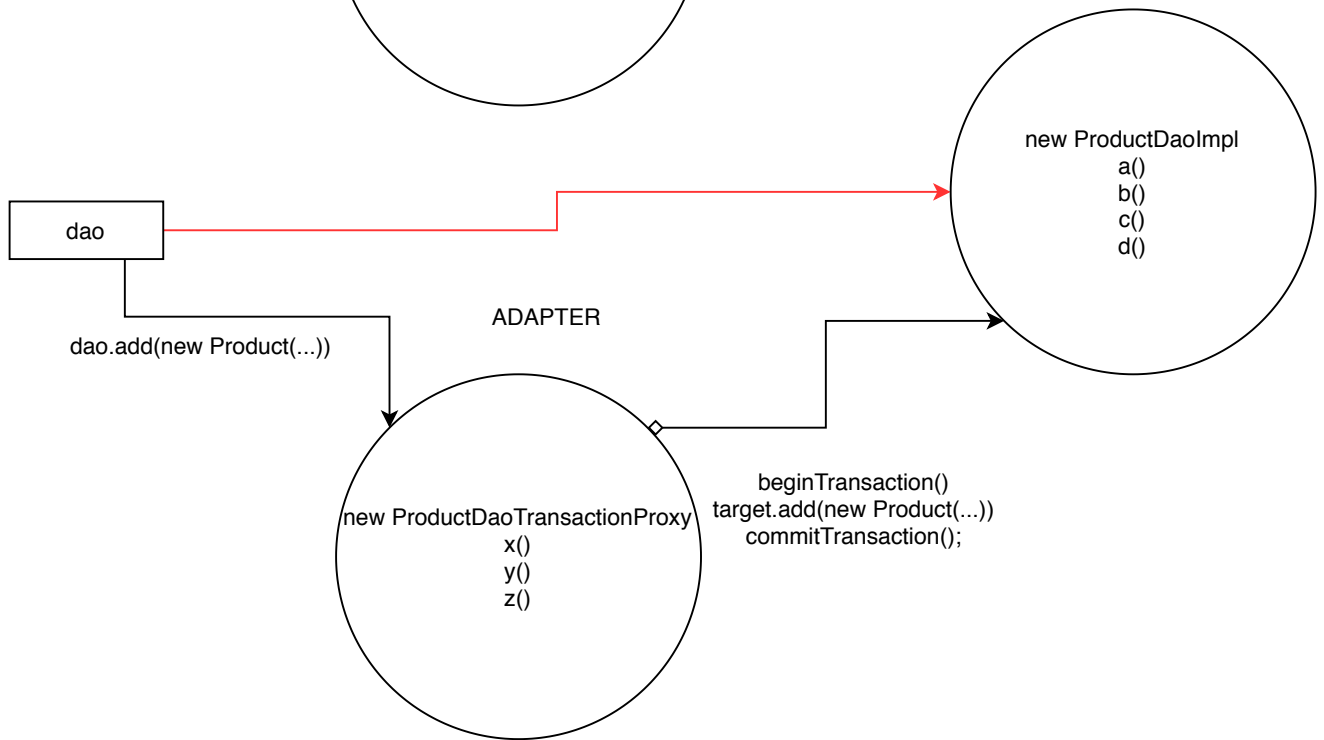 new ProductDaoImpl
a()
b()
c()
d()
dao
ADAPTER
dao.add(new Product(...))
new ProductDaoTransactionProxy
x()
y()
z()
beginTransaction()
target.add(new Product(...))
commitTransaction();